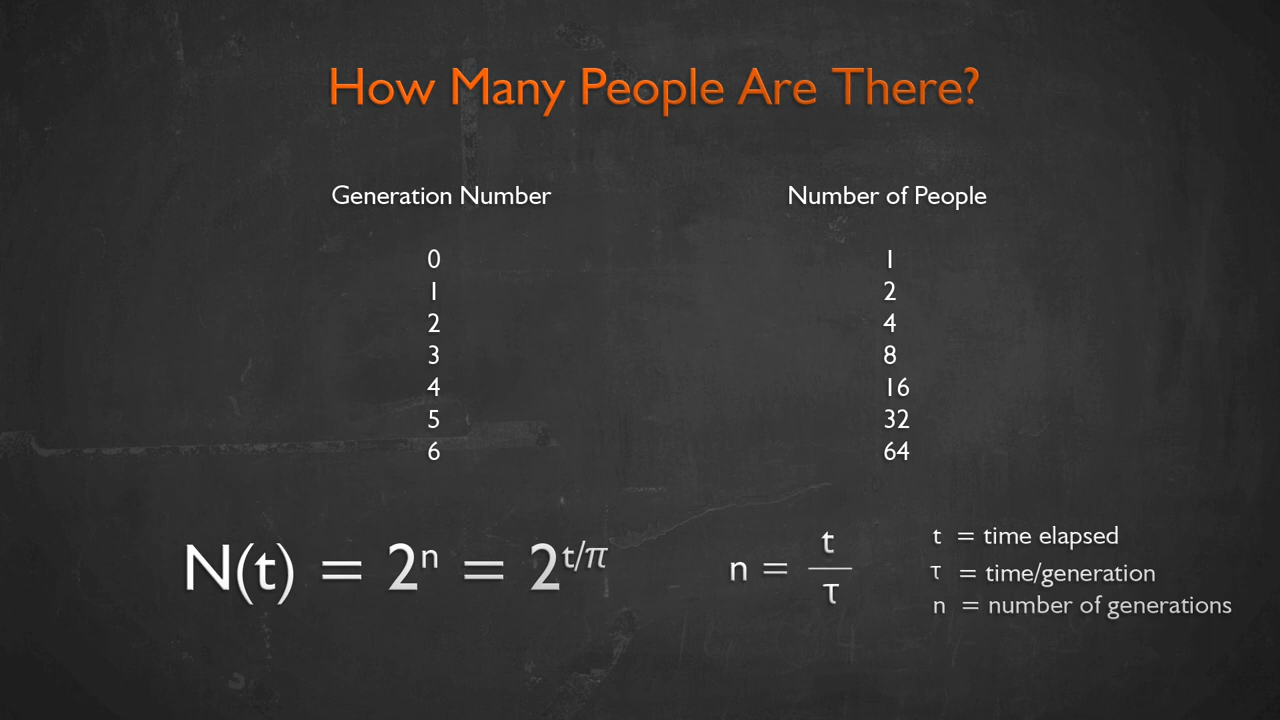 How Many People Are There?
Generation Number Number of People
0 1
1 2
2 4
3 8
4 16
5 32
6 64
N(t) = 2ⁿ = 2^t/π
n = t/τ
t = time elapsed
τ = time/generation
n = number of generations